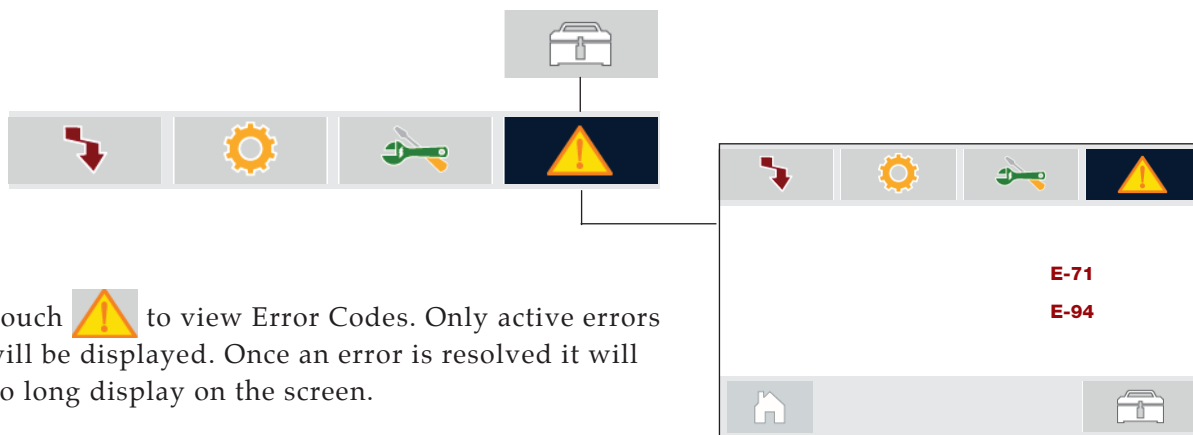 E-71
E-94
ouch to view Error Codes. Only active errors
ill be displayed. Once an error is resolved it will
o long display on the screen.